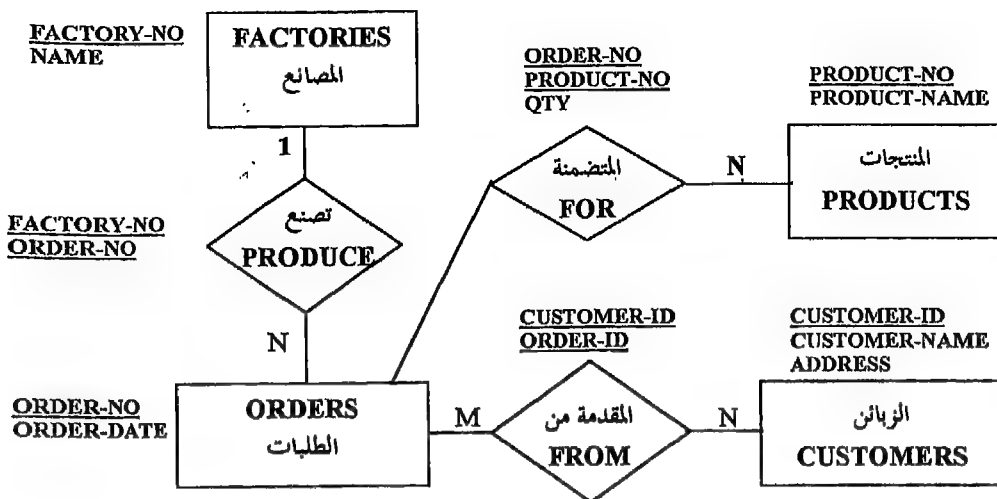 FACTORY-NO
NAME
FACTORIES
المصانع
1
ORDER-NO
PRODUCT-NO
QTY
PRODUCT-NO
PRODUCT-NAME
المتضمنة
FOR
N
المنتجات
PRODUCTS
FACTORY-NO
ORDER-NO
تصنع
PRODUCE
N
CUSTOMER-ID
ORDER-ID
CUSTOMER-ID
CUSTOMER-NAME
ADDRESS
ORDER-NO
ORDER-DATE
ORDERS
الطلبات
M
المقدمة من
FROM
N
الزبائن
CUSTOMERS